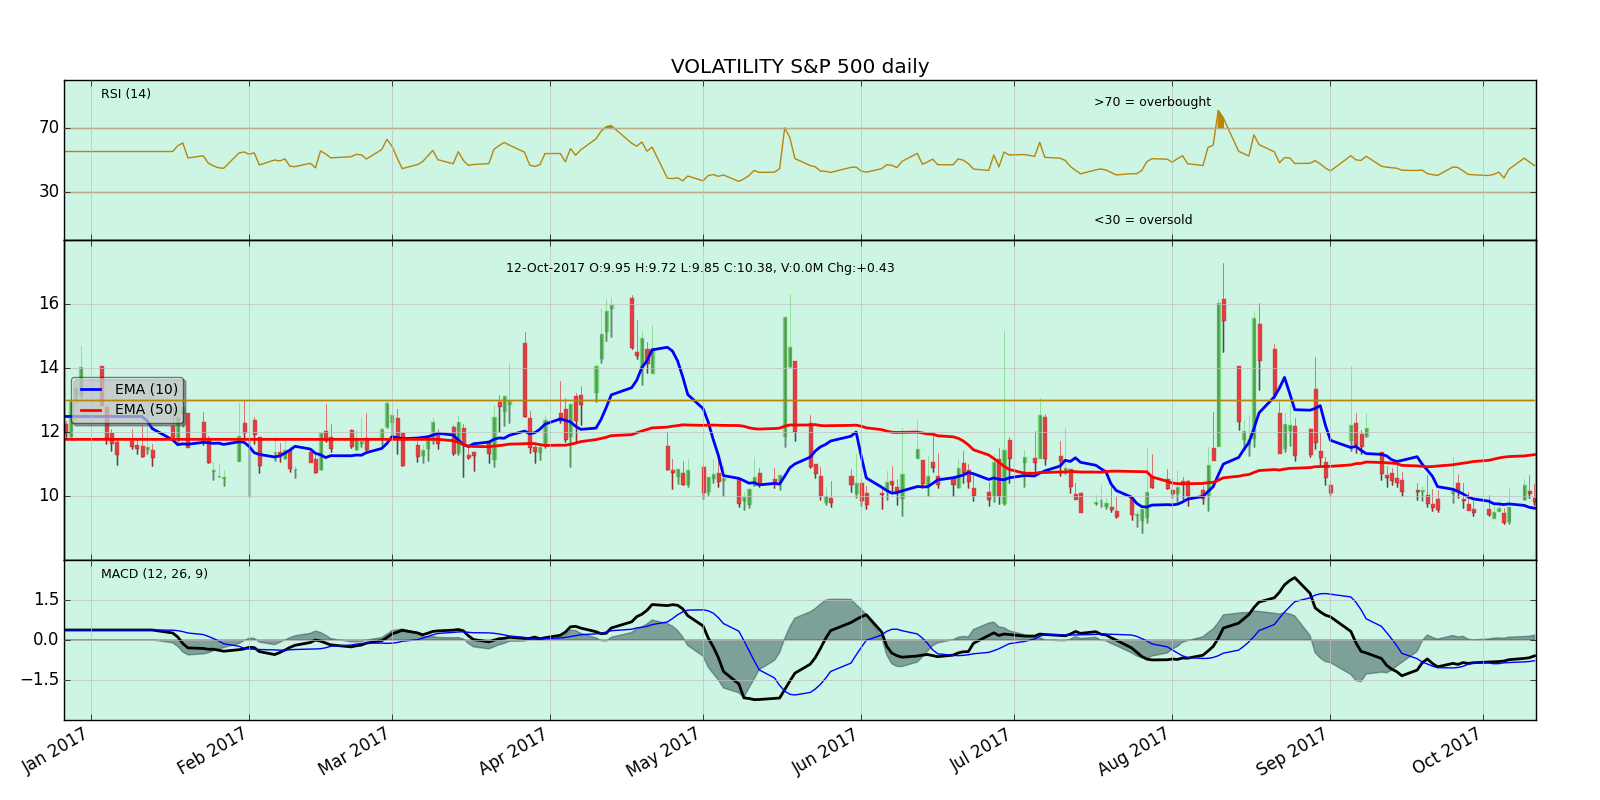 VOLATILITY S&P 500 daily
RSI (14)
>70 = overbought
70
30
<30 = oversold
12-Oct-2017 O:9.95 H:9.72 L:9.85 C:10.38, V:0.0M Chg:+0.43
16
14
EMA (10)
EMA (50)
12
10
MACD (12, 26, 9)
1.5
0.0
−1.5
Jan 2017 Feb 2017 Mar 2017 Apr 2017 May 2017 Jun 2017 Jul 2017 Aug 2017 Sep 2017 Oct 2017